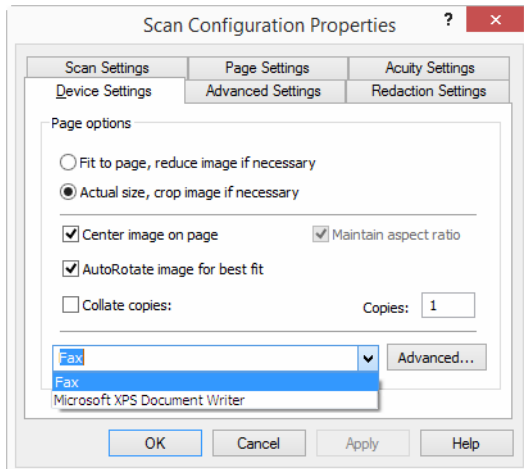 Scan Configuration Properties ?
Scan Settings Page Settings Acuity Settings
Device Settings Advanced Settings Redaction Settings
Page options
Fit to page, reduce image if necessary
Actual size, crop image if necessary
Center image on page Maintain aspect ratio
AutoRotate image for best fit
Collate copies: Copies: 1
Fax Advanced...
Fax
Microsoft XPS Document Writer
OK Cancel Apply Help